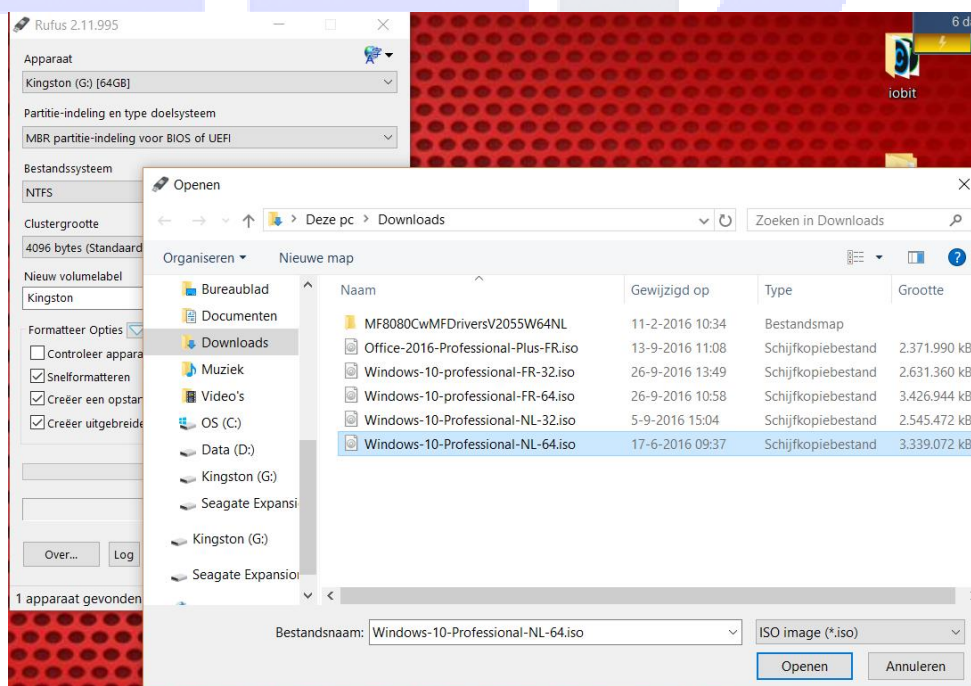 Rufus 2.11.995
Apparaat
Kingston (G:) [64GB]
Partitie-indeling en type doelsysteem
MBR partitie-indeling voor BIOS of UEFI
Bestandssysteem
NTFS
Clustergrootte
4096 bytes (Standaard
Nieuw volumelabel
Kingston
Formatteer Opties
Controleer appara
Snelformatteren
Creëer een opstar
Creëer uitgebreide
Over...
Log
1 apparaat gevonden
6 d
iobit
Openen
Deze pc > Downloads
Zoeken in Downloads
Organiseren
Nieuwe map
Bureaublad
Documenten
Downloads
Muziek
Video's
OS (C:)
Data (D:)
Kingston (G:)
Seagate Expansi
Kingston (G:)
Seagate Expansion
Naam Gewijzigd op Type Grootte
MF8080CwMFDriversV2055W64NL 11-2-2016 10:34 Bestandsmap
Office-2016-Professional-Plus-FR.iso 13-9-2016 11:08 Schijfkopiebestand 2.371.990 kB
Windows-10-professional-FR-32.iso 26-9-2016 13:49 Schijfkopiebestand 2.631.360 kB
Windows-10-professional-FR-64.iso 26-9-2016 10:58 Schijfkopiebestand 3.426.944 kB
Windows-10-Professional-NL-32.iso 5-9-2016 15:04 Schijfkopiebestand 2.545.472 kB
Windows-10-Professional-NL-64.iso 17-6-2016 09:37 Schijfkopiebestand 3.339.072 kB
Bestandsnaam: Windows-10-Professional-NL-64.iso
ISO image (*.iso)
Openen
Annuleren